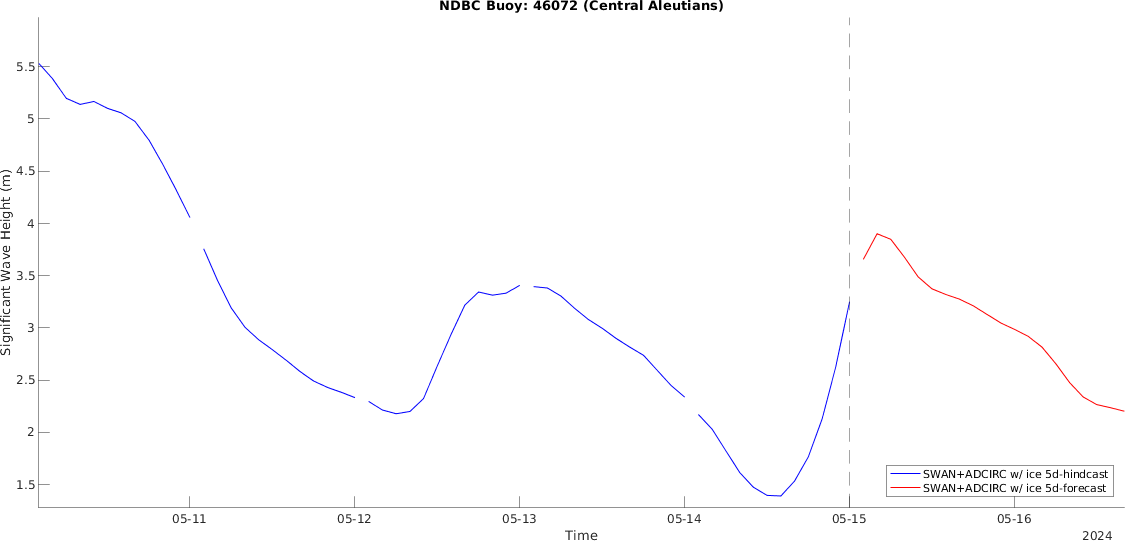 NDBC Buoy: 46072 (Central Aleutians)
Significant Wave Height (m)
5.5
5
4.5
4
3.5
3
2.5
2
1.5
SWAN+ADCIRC w/ ice 5d-hindcast
SWAN+ADCIRC w/ ice 5d-forecast
05-11 05-12 05-13 05-14 05-15 05-16
Time
2024